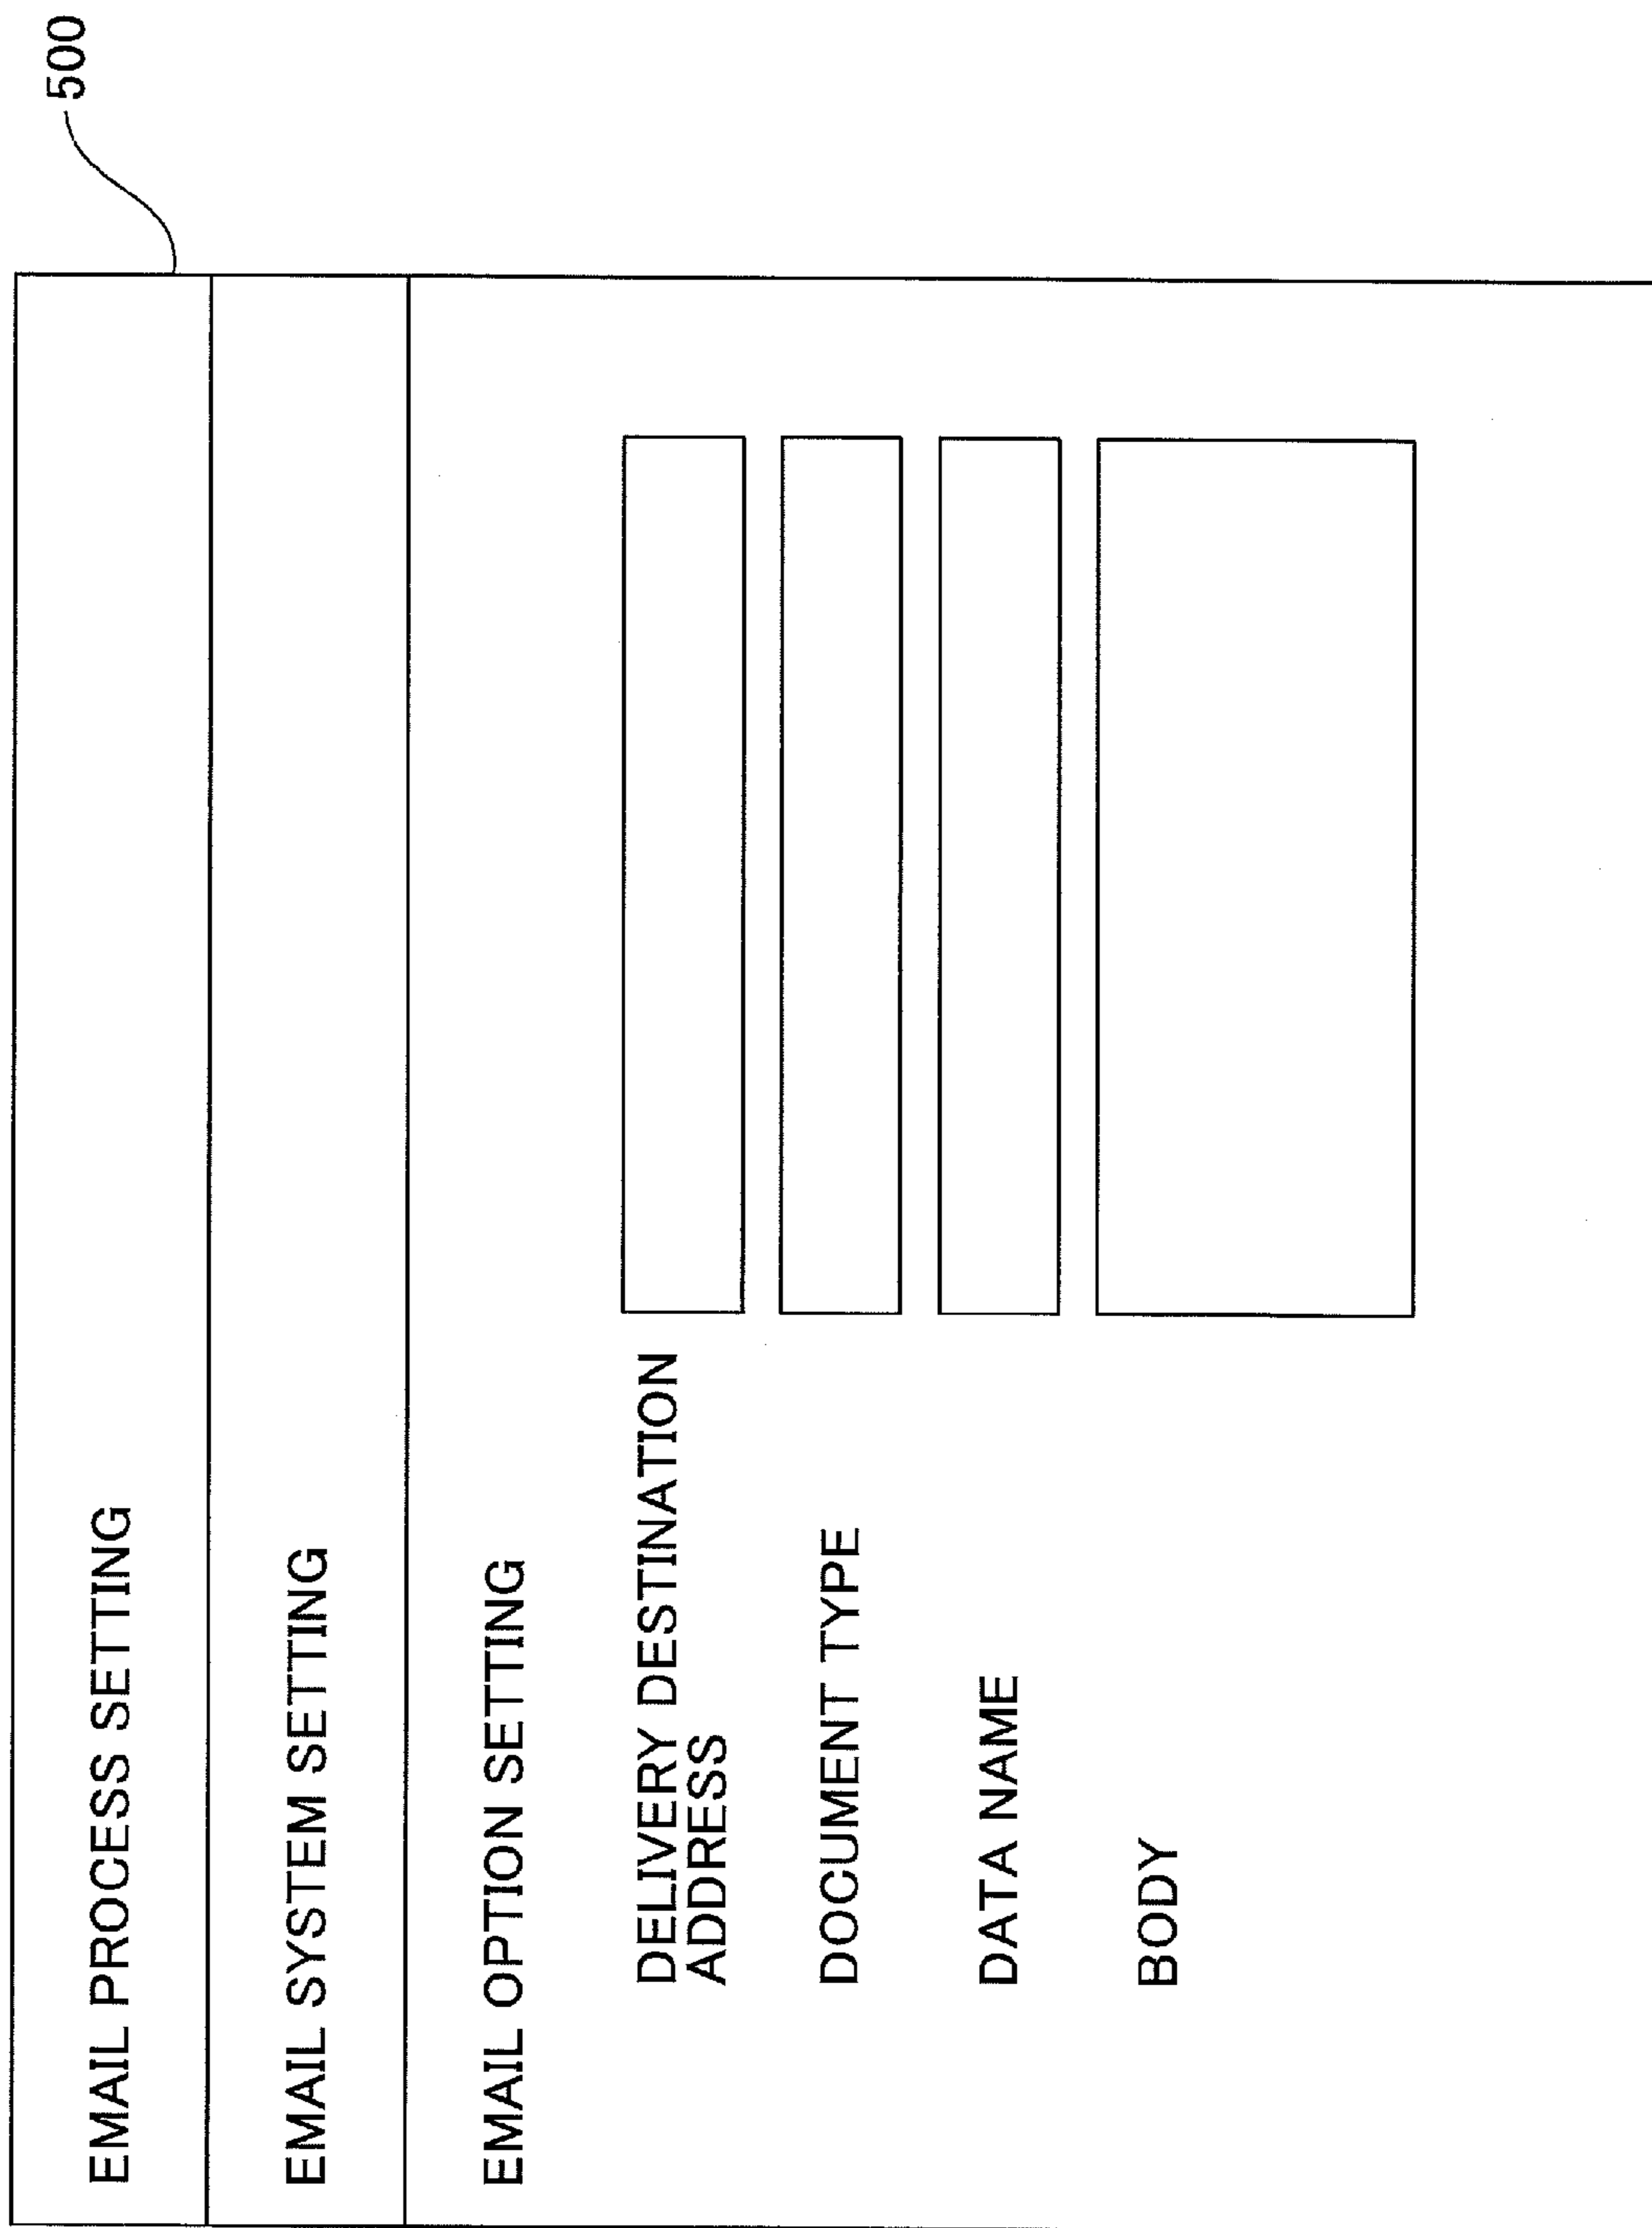 500
EMAIL PROCESS SETTING
EMAIL SYSTEM SETTING
EMAIL OPTION SETTING
DELIVERY DESTINATION
ADDRESS
DOCUMENT TYPE
DATA NAME
BODY